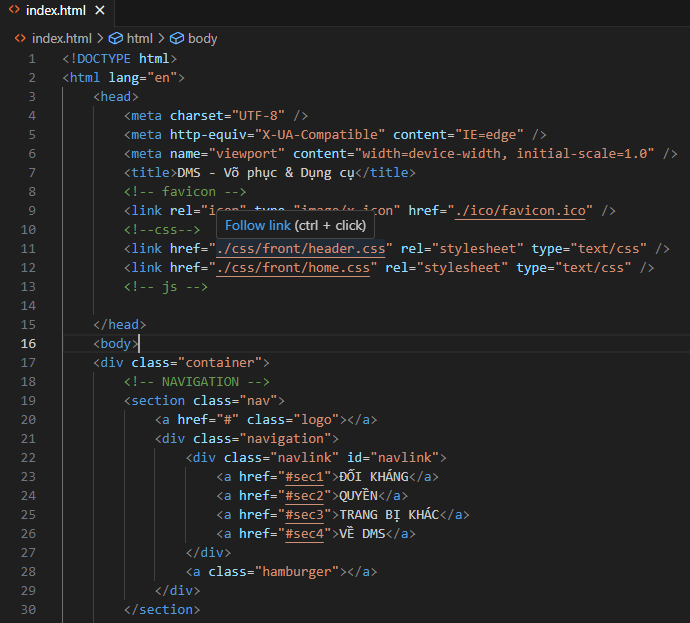 index.html
index.html > html > body
1 <!DOCTYPE html>
2 <html lang="en">
3 <head>
4 <meta charset="UTF-8" />
5 <meta http-equiv="X-UA-Compatible" content="IE=edge" />
6 <meta name="viewport" content="width=device-width, initial-scale=1.0" />
7 <title>DMS - Võ phục & Dụng cụ</title>
8 <!-- favicon -->
9 <link rel="icon" type="image/x-icon" href="./ico/favicon.ico" />
Follow link (ctrl + click)
10 <!--css-->
11 <link href="./css/front/header.css" rel="stylesheet" type="text/css" />
12 <link href="./css/front/home.css" rel="stylesheet" type="text/css" />
13 <!-- js -->
14
15 </head>
16 <body>
17 <div class="container">
18 <!-- NAVIGATION -->
19 <section class="nav">
20 <a href="#" class="logo"></a>
21 <div class="navigation">
22 <div class="navlink" id="navlink">
23 <a href="#sec1">ĐỐI KHÁNG</a>
24 <a href="#sec2">QUYỀN</a>
25 <a href="#sec3">TRANG BỊ KHÁC</a>
26 <a href="#sec4">VỀ DMS</a>
27 </div>
28 <a class="hamburger"></a>
29 </div>
30 </section>